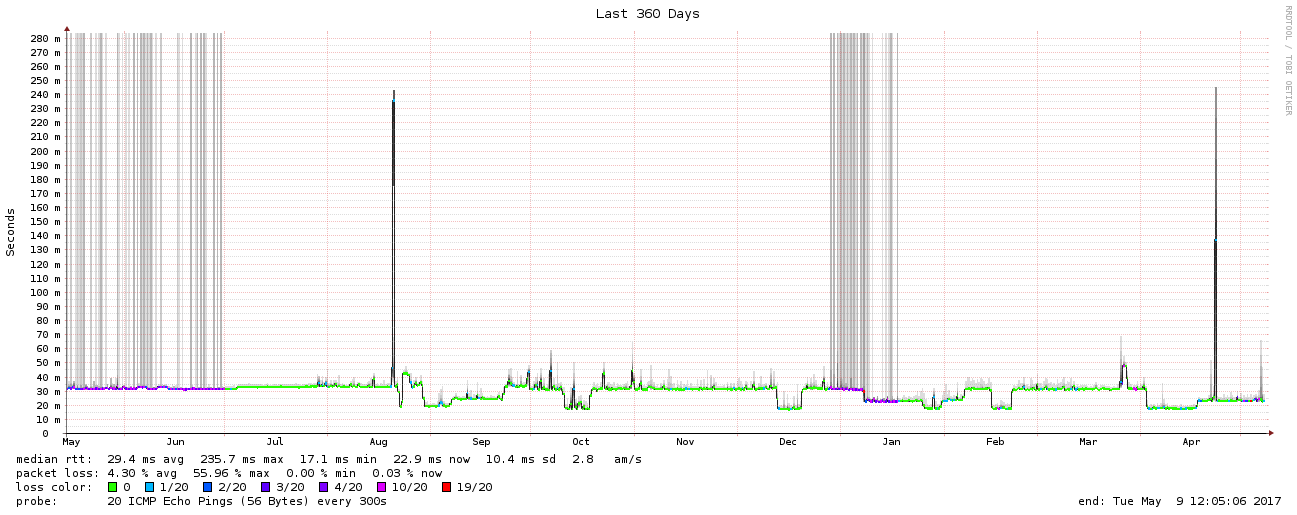 Last 360 Days
RRDTOOL / TOBI OETIKER
Seconds
280 m
270 m
260 m
250 m
240 m
230 m
220 m
210 m
200 m
190 m
180 m
170 m
160 m
150 m
140 m
130 m
120 m
110 m
100 m
90 m
80 m
70 m
60 m
50 m
40 m
30 m
20 m
10 m
0
May Jun Jul Aug Sep Oct Nov Dec Jan Feb Mar Apr
median rtt: 29.4 ms avg 235.7 ms max 17.1 ms min 22.9 ms now 10.4 ms sd 2.8 am/s
packet loss: 4.30 % avg 55.96 % max 0.00 % min 0.03 % now
loss color: 0 1/20 2/20 3/20 4/20 10/20 19/20
probe: 20 ICMP Echo Pings (56 Bytes) every 300s end: Tue May 9 12:05:06 2017